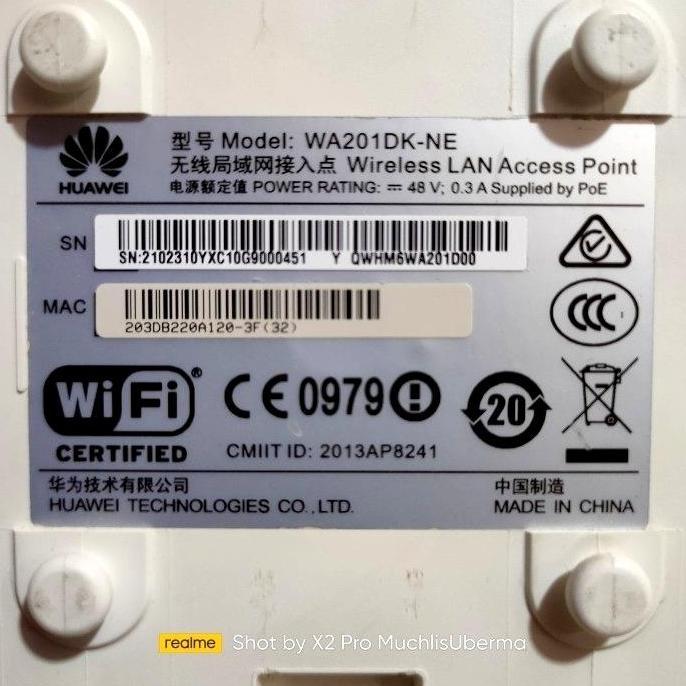 型号 Model: WA201DK-NE
无线局域网接入点 Wireless LAN Access Point
HUAWEI
电源额定值 POWER RATING: ⎓ 48 V; 0.3 A Supplied by PoE
SN
SN:2102310YXC10G9000451 Y QWHM6WA201D00
MAC
203DB220A120-3F(32)
CCC
Wi Fi®
CERTIFIED
CE 0979
20
CMIIT ID: 2013AP8241
华为技术有限公司
HUAWEI TECHNOLOGIES CO.,LTD.
中国制造
MADE IN CHINA
realme Shot by X2 Pro MuchlisUberma